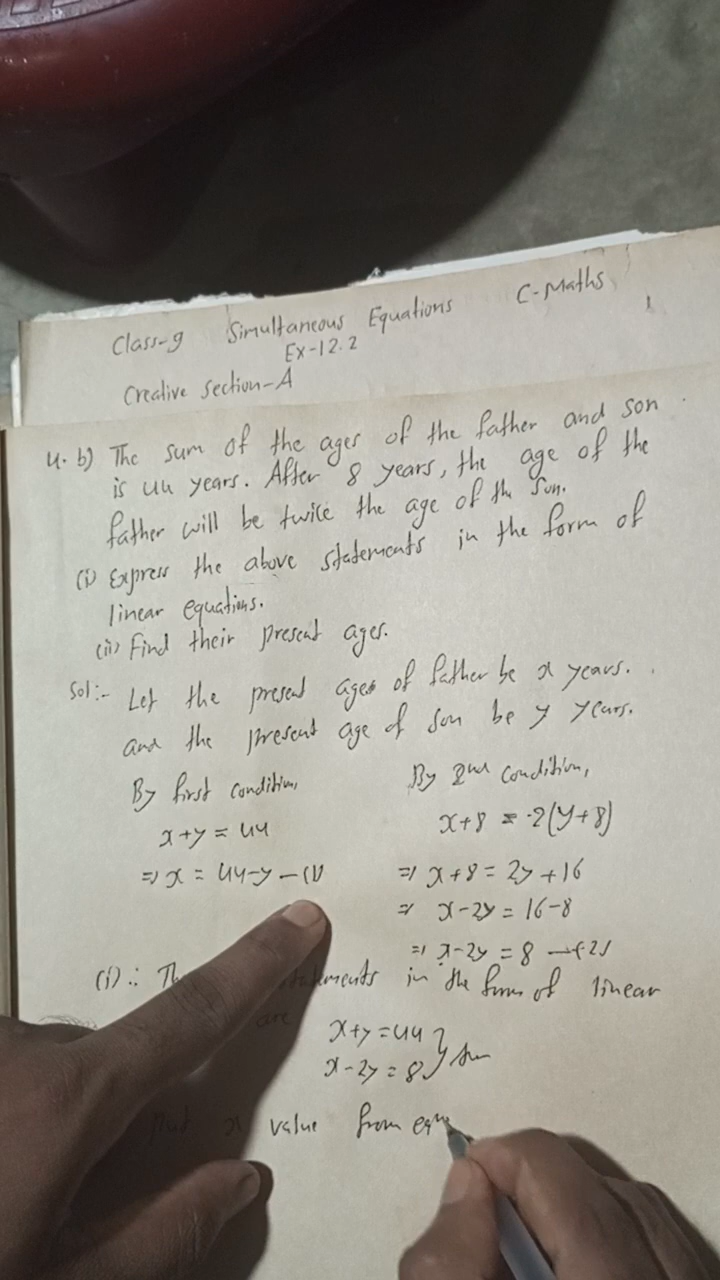 Class-9 Simultaneous Equations C-Maths
Ex-12.2
1
Creative section-A
4. b) The sum of the ages of the father and son
is 44 years. After 8 years, the age of the
father will be twice the age of the son.
(i) Express the above statements in the form of
linear equations.
(ii) Find their present ages.
Sol:- Let the present ages of father be x years.
and the present age of son be y years.
By first condition,
x+y = 44
=> x = 44-y -(1)
By 2nd condition,
x+8 = 2(y+8)
=> x+8 = 2y+16
=> x-2y = 16-8
=> x-2y = 8 -(2)
(i) ∴ in the form of linear
are
x+y = 44
x-2y = 8
put x value from eqn